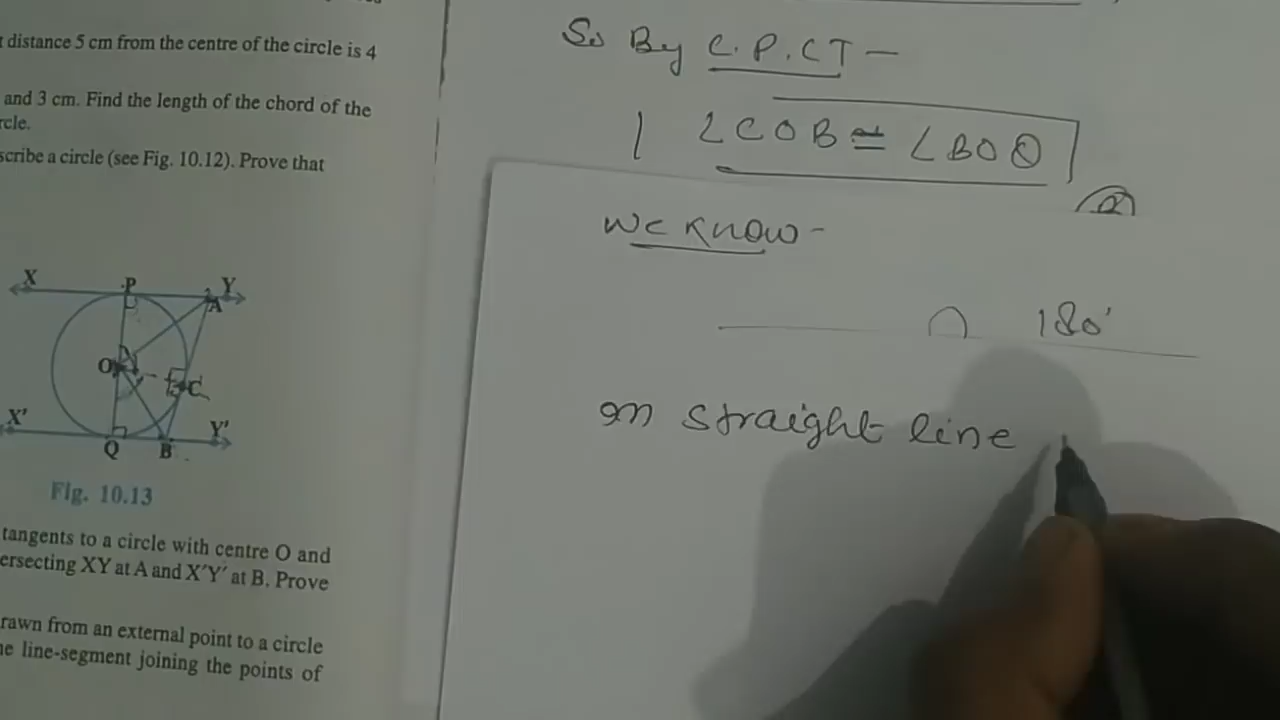 t distance 5 cm from the centre of the circle is 4
and 3 cm. Find the length of the chord of the
rcle.
scribe a circle (see Fig. 10.12). Prove that
X P Y
A
O C
X' Y'
Q B
Fig. 10.13
tangents to a circle with centre O and
ersecting XY at A and X'Y' at B. Prove
rawn from an external point to a circle
ne line-segment joining the points of
So By C.P.CT —
∠COB ≅ ∠BOQ
We know -
180°
on straight line